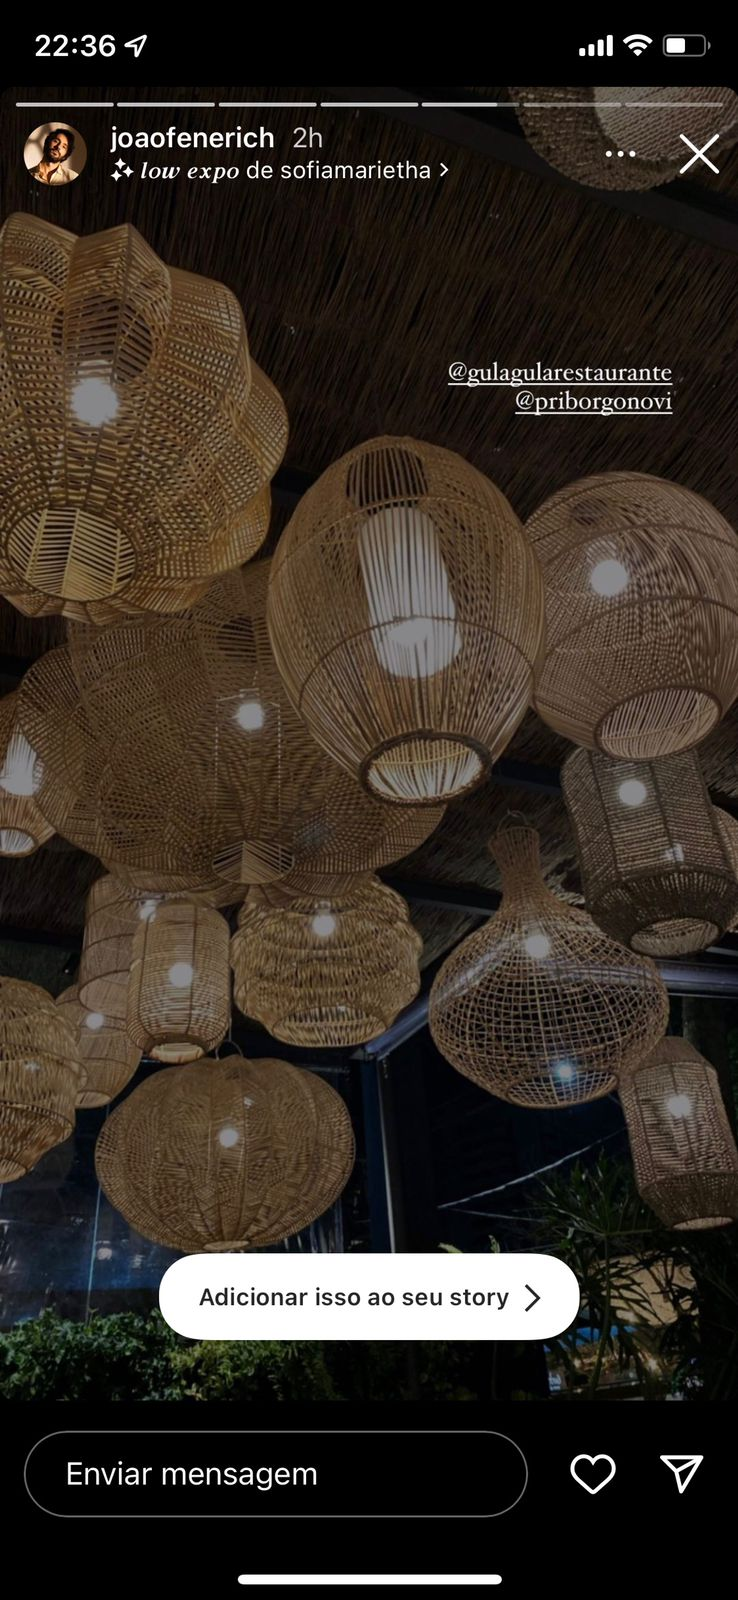 22:36
joaofenerich 2h
low expo de sofiamarietha
@gulagularestaurante
@priborgonovi
Adicionar isso ao seu story
Enviar mensagem